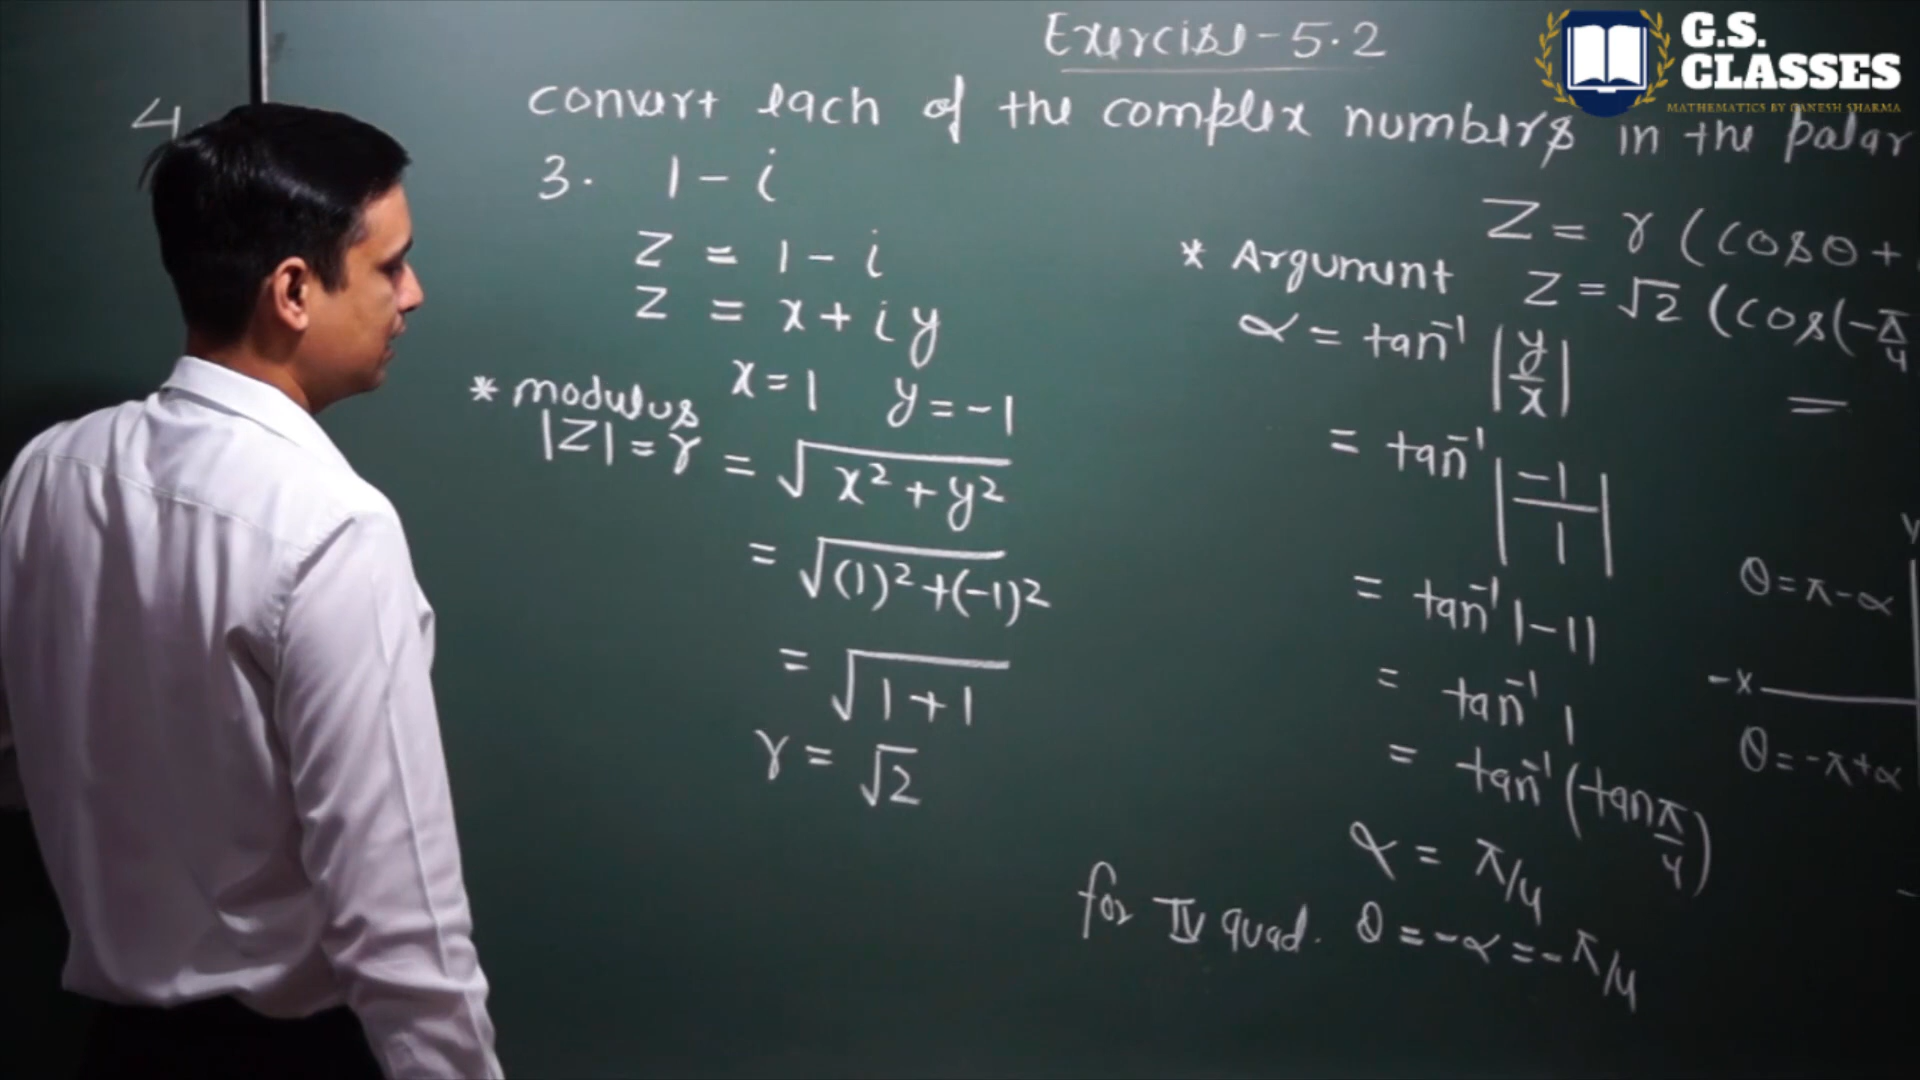 Exercise-5.2
G.S.
CLASSES
MATHEMATICS BY GANESH SHARMA
4
convert each of the complex numbers in the polar
3. 1 - i
Z = 1 - i
Z = x + iy
x = 1 y = -1
* modulus
|Z| = r = √(x² + y²)
= √((1)² + (-1)²)
= √(1 + 1)
r = √2
Z = r (cosθ +
* Argument
Z = √2 (cos(-π/4
α = tan⁻¹ |y/x|
=
= tan⁻¹ |-1/1|
= tan⁻¹ |-1|
= tan⁻¹ 1
= tan⁻¹ (tan π/4)
α = π/4
for IV quad. θ = -α = -π/4
y
θ = π - α
-x
θ = -π + α